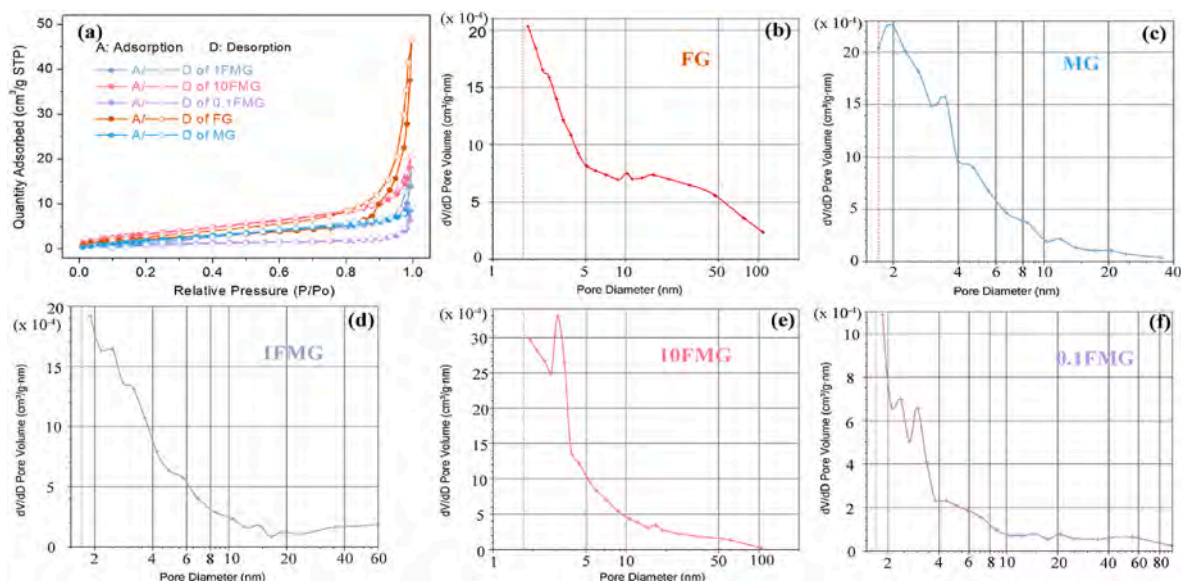 (a)
A: Adsorption D: Desorption
A/ D of 1FMG
A/ D of 10FMG
A/ D of 0.1FMG
A/ D of FG
A/ D of MG
Quantity Adsorbed (cm³/g STP)
50
40
30
20
10
0
0.0 0.2 0.4 0.6 0.8 1.0
Relative Pressure (P/Po)
(x 10⁻⁴)
(b)
FG
dV/dD Pore Volume (cm³/g·nm)
20
15
10
5
0
1 5 10 50 100
Pore Diameter (nm)
(x 10⁻⁴)
(c)
MG
dV/dD Pore Volume (cm³/g·nm)
20
15
10
5
0
2 4 6 8 10 20 40
Pore Diameter (nm)
(x 10⁻⁴)
(d)
1FMG
dV/dD Pore Volume (cm³/g·nm)
20
15
10
5
0
2 4 6 8 10 20 40 60
Pore Diameter (nm)
(x 10⁻⁴)
(e)
10FMG
dV/dD Pore Volume (cm³/g·nm)
30
25
20
15
10
5
0
1 5 10 50 100
Pore Diameter (nm)
(x 10⁻⁴)
(f)
0.1FMG
dV/dD Pore Volume (cm³/g·nm)
10
8
6
4
2
0
2 4 6 8 10 20 40 60 80
Pore Diameter (nm)